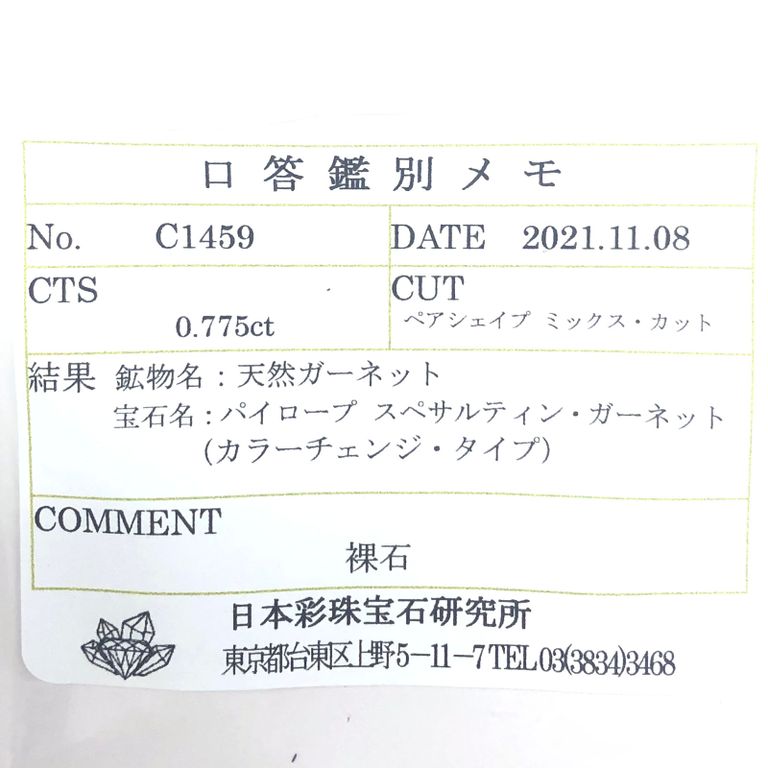 口答鑑別メモ
No. C1459 DATE 2021.11.08
CTS CUT
0.775ct ペアシェイプ ミックス・カット
結果 鉱物名：天然ガーネット
宝石名：パイロープ スペサルティン・ガーネット
(カラーチェンジ・タイプ)
COMMENT
裸石
日本彩珠宝石研究所
東京都台東区上野5－11－7 TEL 03(3834)3468